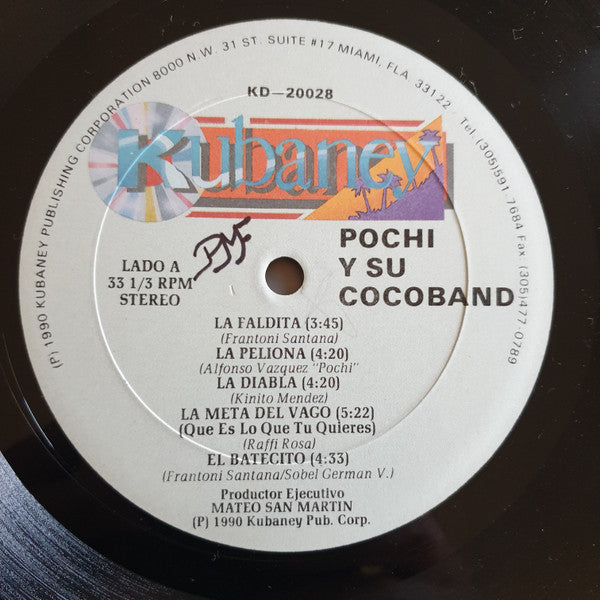 (P) 1990 KUBANEY PUBLISHING CORPORATION 8000 N.W. 31 ST. SUITE #17 MIAMI, FLA. 33122 - Tel: (305)591-7684 Fax. (305)477-0789
KD—20028
Kubaney
POCHI
Y SU
COCOBAND
LADO A
33 1/3 RPM
STEREO
LA FALDITA (3:45)
(Frantoni Santana)
LA PELIONA (4:20)
(Alfonso Vazquez "Pochi"
LA DIABLA (4:20)
(Kinito Mendez)
LA META DEL VAGO (5:22)
(Que Es Lo Que Tu Quieres)
(Raffi Rosa)
EL BATECITO (4:33)
(Frantoni Santana/Sobel German V.)
Productor Ejecutivo
MATEO SAN MARTIN
(P) 1990 Kubaney Pub. Corp.